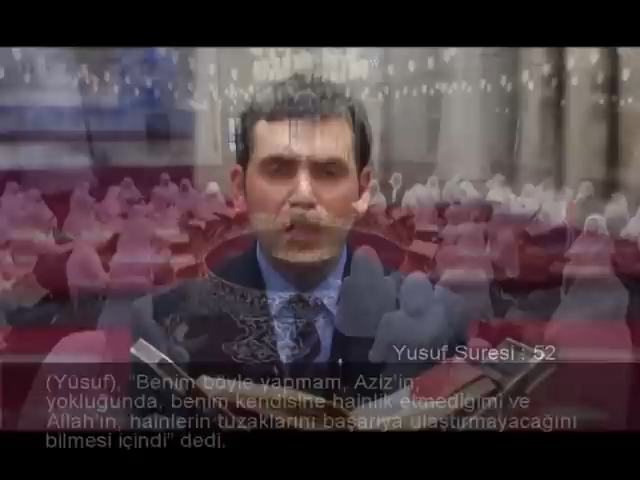 Yusuf Suresi : 52
(Yûsuf), "Benim böyle yapmam, Aziz'in;
yokluğunda, benim kendisine hainlik etmediğimi ve
Allah'ın, hainlerin tuzaklarını başarıya ulaştırmayacağını
bilmesi içindi" dedi.